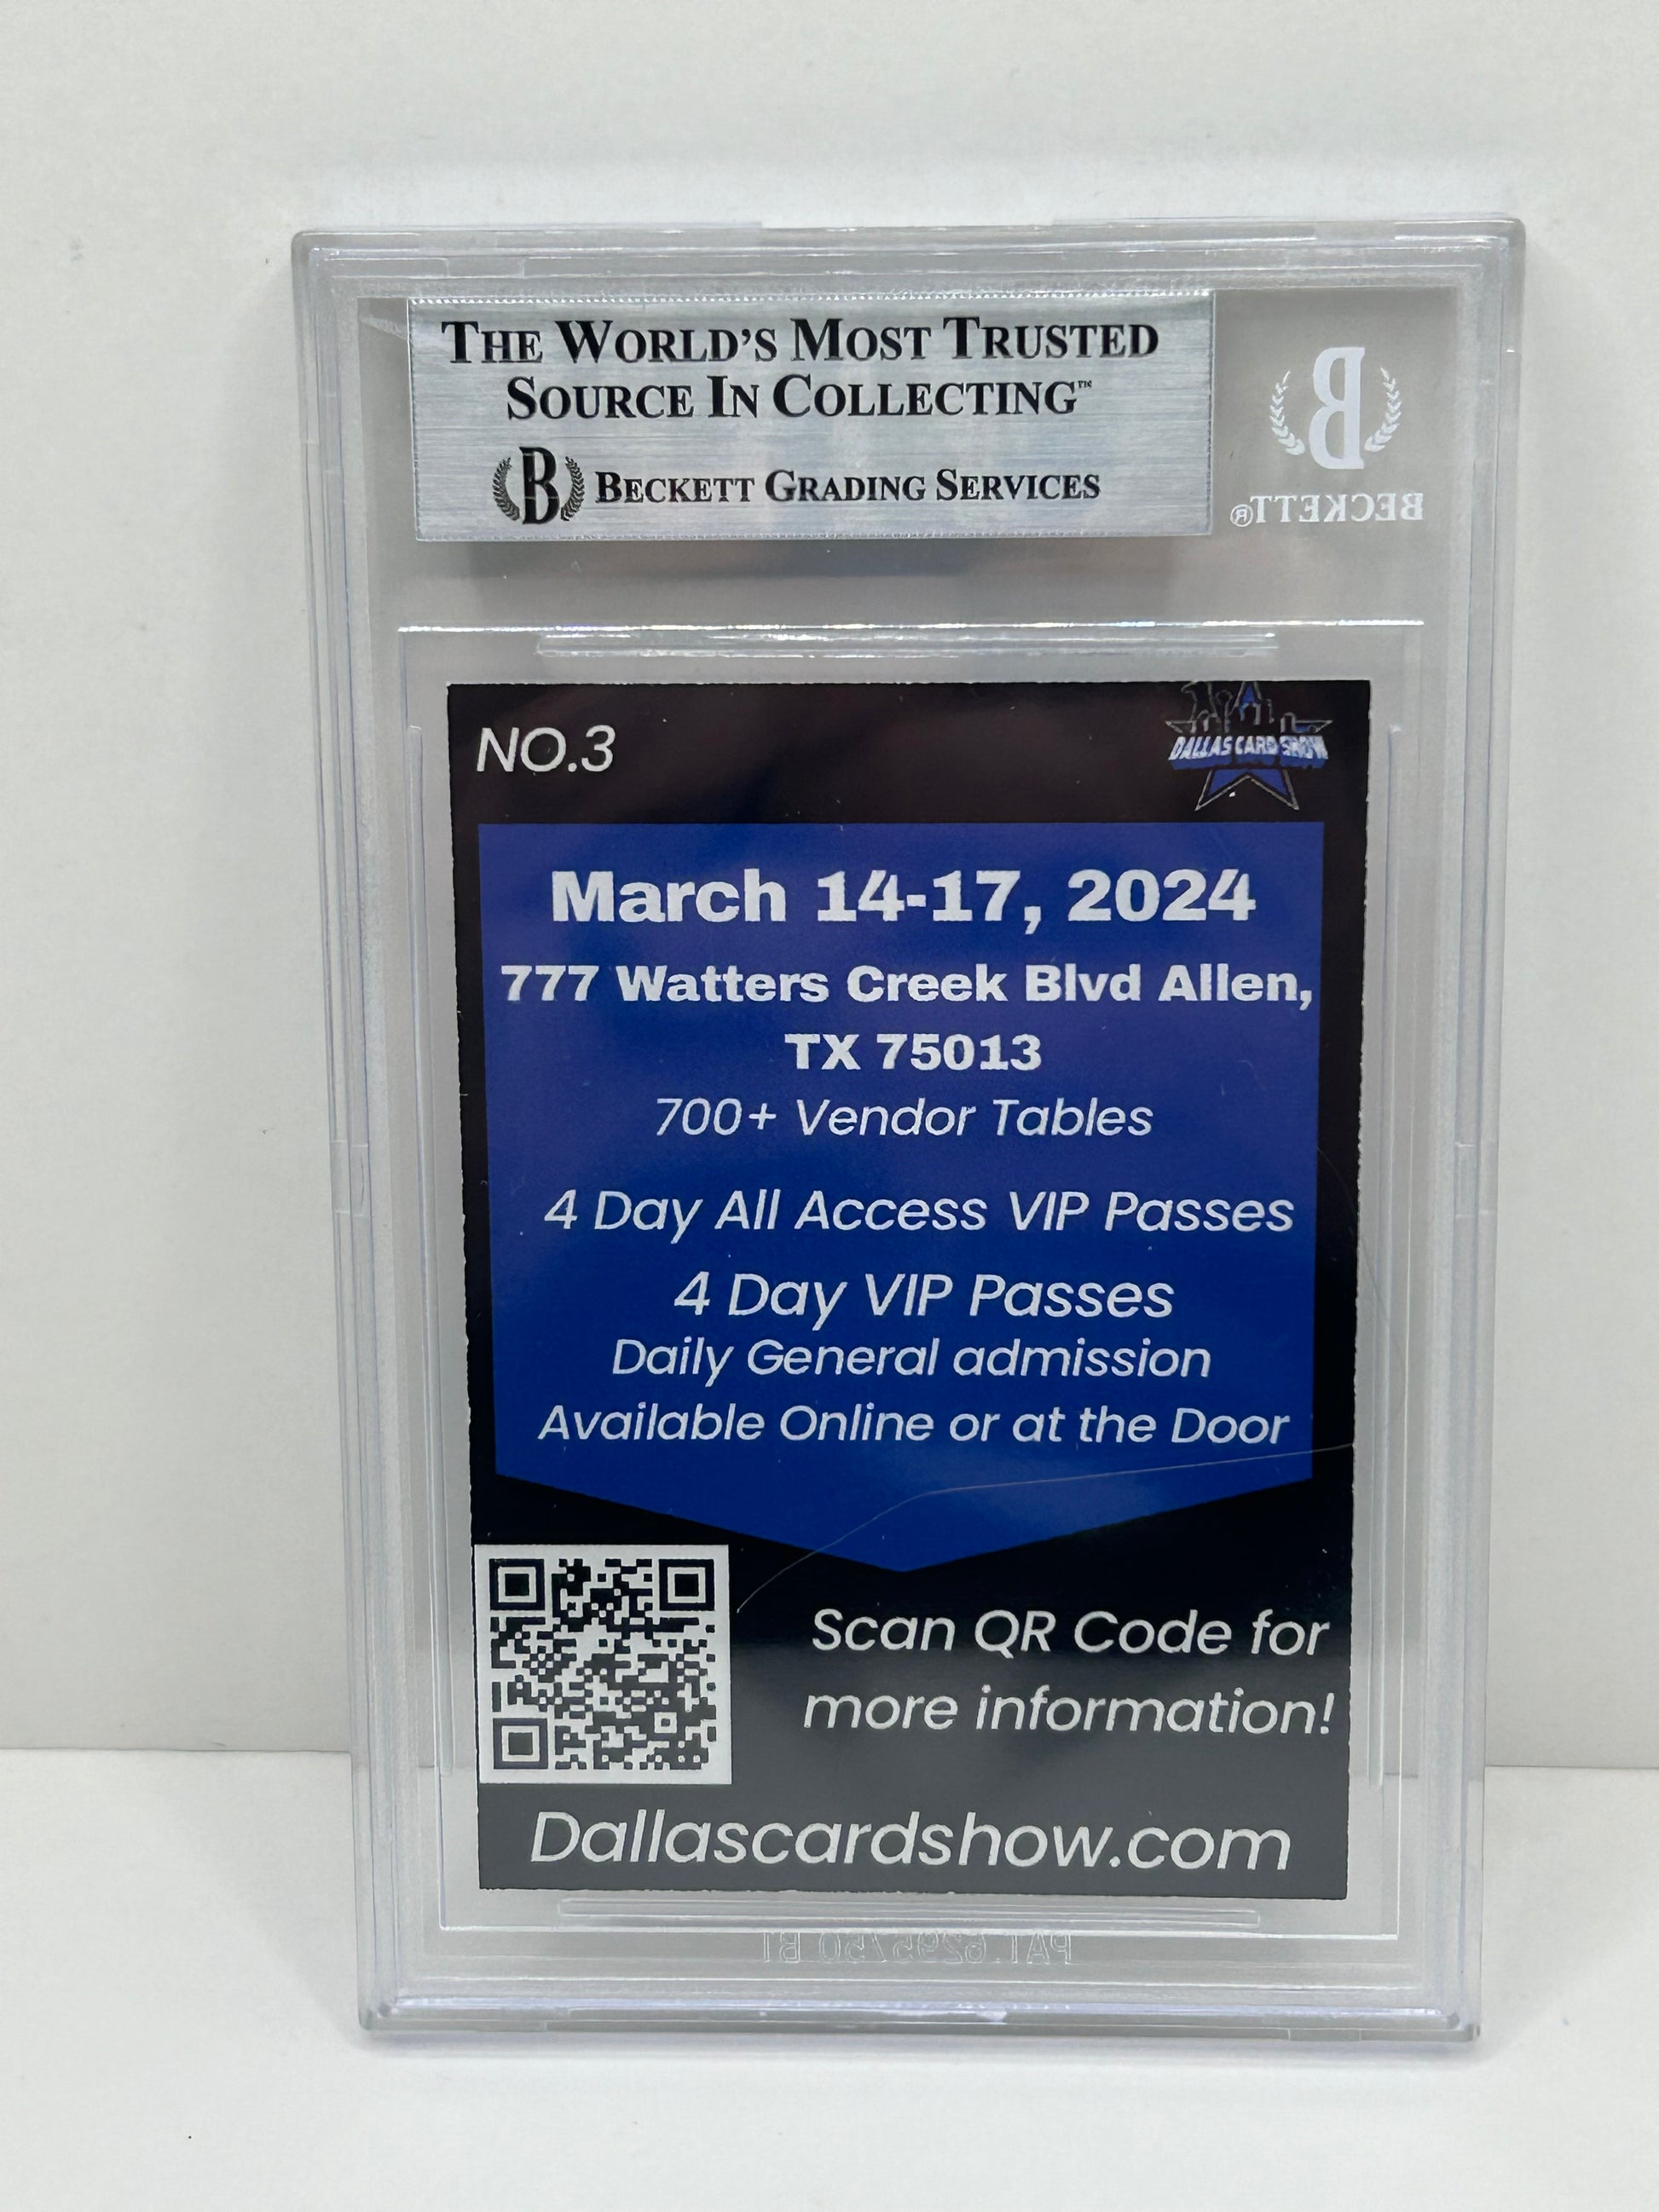 THE WORLD'S MOST TRUSTED
SOURCE IN COLLECTING™
B BECKETT GRADING SERVICES
B
BECKETT®
NO.3
DALLAS CARD SHOW
March 14-17, 2024
777 Watters Creek Blvd Allen,
TX 75013
700+ Vendor Tables
4 Day All Access VIP Passes
4 Day VIP Passes
Daily General admission
Available Online or at the Door
Scan QR Code for
more information!
Dallascardshow.com
PAT. 6295750 B1